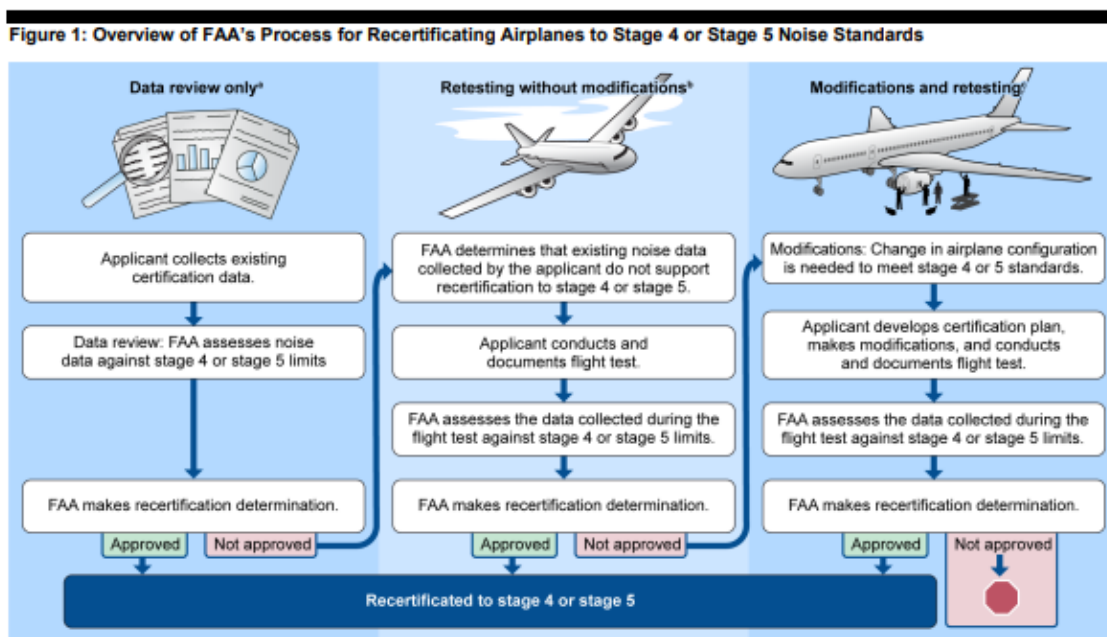 Figure 1: Overview of FAA's Process for Recertificating Airplanes to Stage 4 or Stage 5 Noise Standards
Data review only
Applicant collects existing
certification data.
Data review: FAA assesses noise
data against stage 4 or stage 5 limits
FAA makes recertification determination.
Approved
Not approved
Retesting without modifications
FAA determines that existing noise data
collected by the applicant do not support
recertification to stage 4 or stage 5.
Applicant conducts and
documents flight test.
FAA assesses the data collected during the
flight test against stage 4 or stage 5 limits.
FAA makes recertification determination.
Approved
Not approved
Modifications and retesting
Modifications: Change in airplane configuration
is needed to meet stage 4 or 5 standards.
Applicant develops certification plan,
makes modifications, and conducts
and documents flight test.
FAA assesses the data collected during the
flight test against stage 4 or stage 5 limits.
FAA makes recertification determination.
Approved
Not approved
Recertificated to stage 4 or stage 5